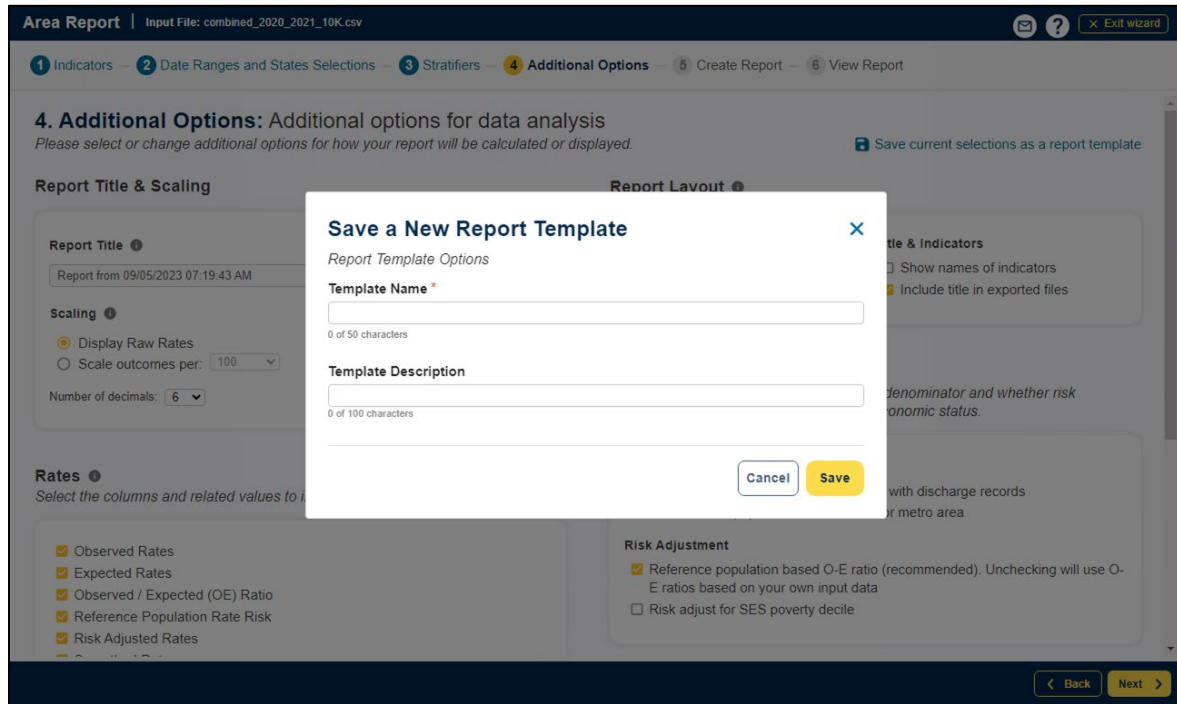 Area Report | Input File: combined_2020_2021_10K.csv
Exit wizard
1 Indicators – 2 Date Ranges and States Selections – 3 Stratifiers – 4 Additional Options – 5 Create Report – 6 View Report
4. Additional Options: Additional options for data analysis
Please select or change additional options for how your report will be calculated or displayed.
Save current selections as a report template
Report Title & Scaling
Report Layout
Report Title
Report from 09/05/2023 07:19:43 AM
Scaling
Display Raw Rates
Scale outcomes per: 100
Number of decimals: 6
Save a New Report Template
Report Template Options
Template Name *
0 of 50 characters
Template Description
0 of 100 characters
Cancel
Save
tle & Indicators
Show names of indicators
Include title in exported files
denominator and whether risk
onomic status.
Rates
Select the columns and related values to i
Observed Rates
Expected Rates
Observed / Expected (OE) Ratio
Reference Population Rate Risk
Risk Adjusted Rates
with discharge records
or metro area
Risk Adjustment
Reference population based O-E ratio (recommended). Unchecking will use O-
E ratios based on your own input data
Risk adjust for SES poverty decile
Back
Next